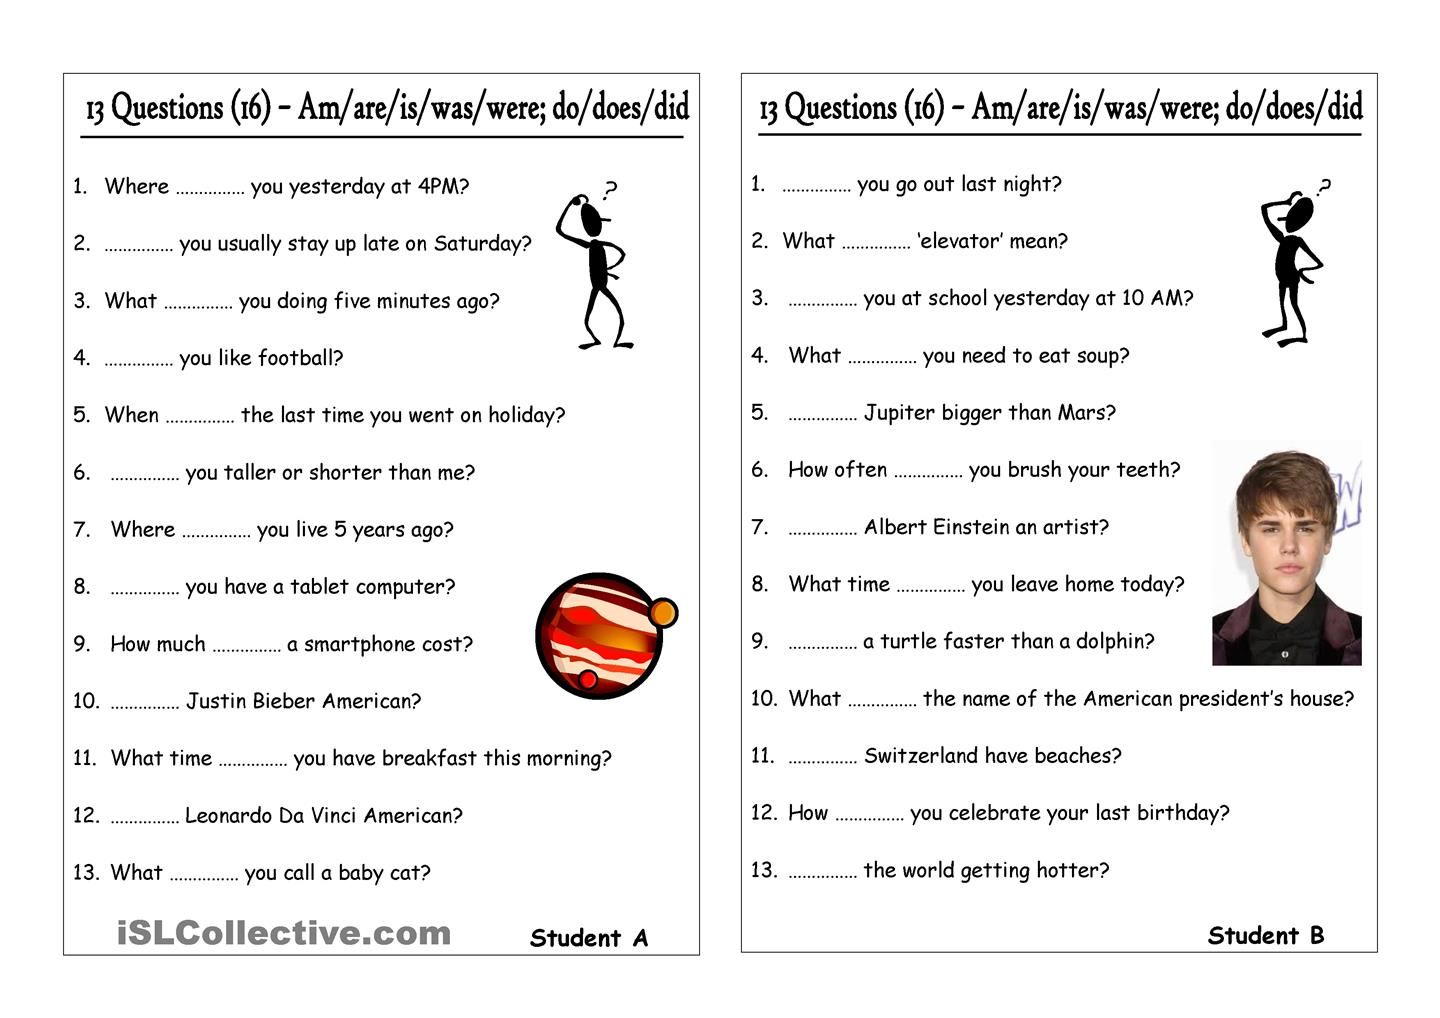 13 Questions (16) – Am/are/is/was/were; do/does/did
1. Where .............. you yesterday at 4PM?
2. .............. you usually stay up late on Saturday?
3. What .............. you doing five minutes ago?
4. .............. you like football?
5. When .............. the last time you went on holiday?
6. .............. you taller or shorter than me?
7. Where .............. you live 5 years ago?
8. .............. you have a tablet computer?
9. How much .............. a smartphone cost?
10. .............. Justin Bieber American?
11. What time .............. you have breakfast this morning?
12. .............. Leonardo Da Vinci American?
13. What .............. you call a baby cat?
iSLCollective.com
Student A
?
13 Questions (16) – Am/are/is/was/were; do/does/did
1. .............. you go out last night?
2. What .............. ‘elevator’ mean?
3. .............. you at school yesterday at 10 AM?
4. What .............. you need to eat soup?
5. .............. Jupiter bigger than Mars?
6. How often .............. you brush your teeth?
7. .............. Albert Einstein an artist?
8. What time .............. you leave home today?
9. .............. a turtle faster than a dolphin?
10. What .............. the name of the American president’s house?
11. .............. Switzerland have beaches?
12. How .............. you celebrate your last birthday?
13. .............. the world getting hotter?
Student B
?